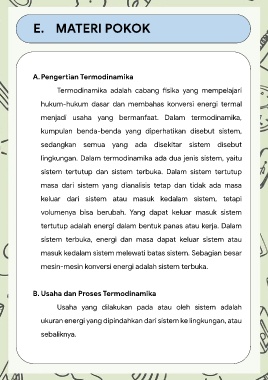 E. MATERI POKOK
A. Pengertian Termodinamika
Termodinamika adalah cabang fisika yang mempelajari
hukum-hukum dasar dan membahas konversi energi termal
menjadi usaha yang bermanfaat. Dalam termodinamika,
kumpulan benda-benda yang diperhatikan disebut sistem,
sedangkan semua yang ada disekitar sistem disebut
lingkungan. Dalam termodinamika ada dua jenis sistem, yaitu
sistem tertutup dan sistem terbuka. Dalam sistem tertutup
masa dari sistem yang dianalisis tetap dan tidak ada masa
keluar dari sistem atau masuk kedalam sistem, tetapi
volumenya bisa berubah. Yang dapat keluar masuk sistem
tertutup adalah energi dalam bentuk panas atau kerja. Dalam
sistem terbuka, energi dan masa dapat keluar sistem atau
masuk kedalam sistem melewati batas sistem. Sebagian besar
mesin-mesin konversi energi adalah sistem terbuka.
B. Usaha dan Proses Termodinamika
Usaha yang dilakukan pada atau oleh sistem adalah
ukuran energi yang dipindahkan dari sistem ke lingkungan, atau
sebaliknya.